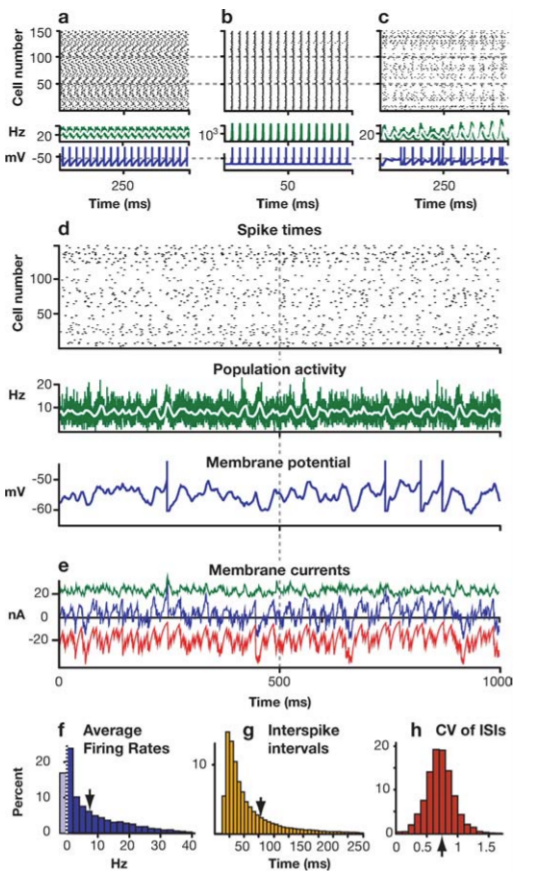 a b c
150
100
50
Cell number
Hz 20 10³ 20
mV -50
250 50 250
Time (ms) Time (ms) Time (ms)
d Spike times
Cell number
100
50
Population activity
Hz
20
10
Membrane potential
mV
-50
-60
e Membrane currents
nA
20
0
-20
0 500 1000
Time (ms)
f Average
Firing Rates
Percent
20
10
0
0 10 20 30 40
Hz
g Interspike
intervals
10
50 100 150 200 250
Time (ms)
h CV of ISIs
20
10
0
0 0.5 1 1.5